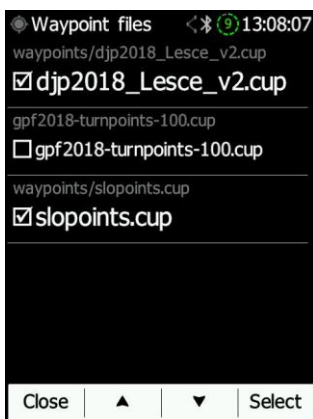 Waypoint files 9 13:08:07
waypoints/djp2018_Lesce_v2.cup
djp2018_Lesce_v2.cup
gpf2018-turnpoints-100.cup
gpf2018-turnpoints-100.cup
waypoints/slopoints.cup
slopoints.cup
Close Select